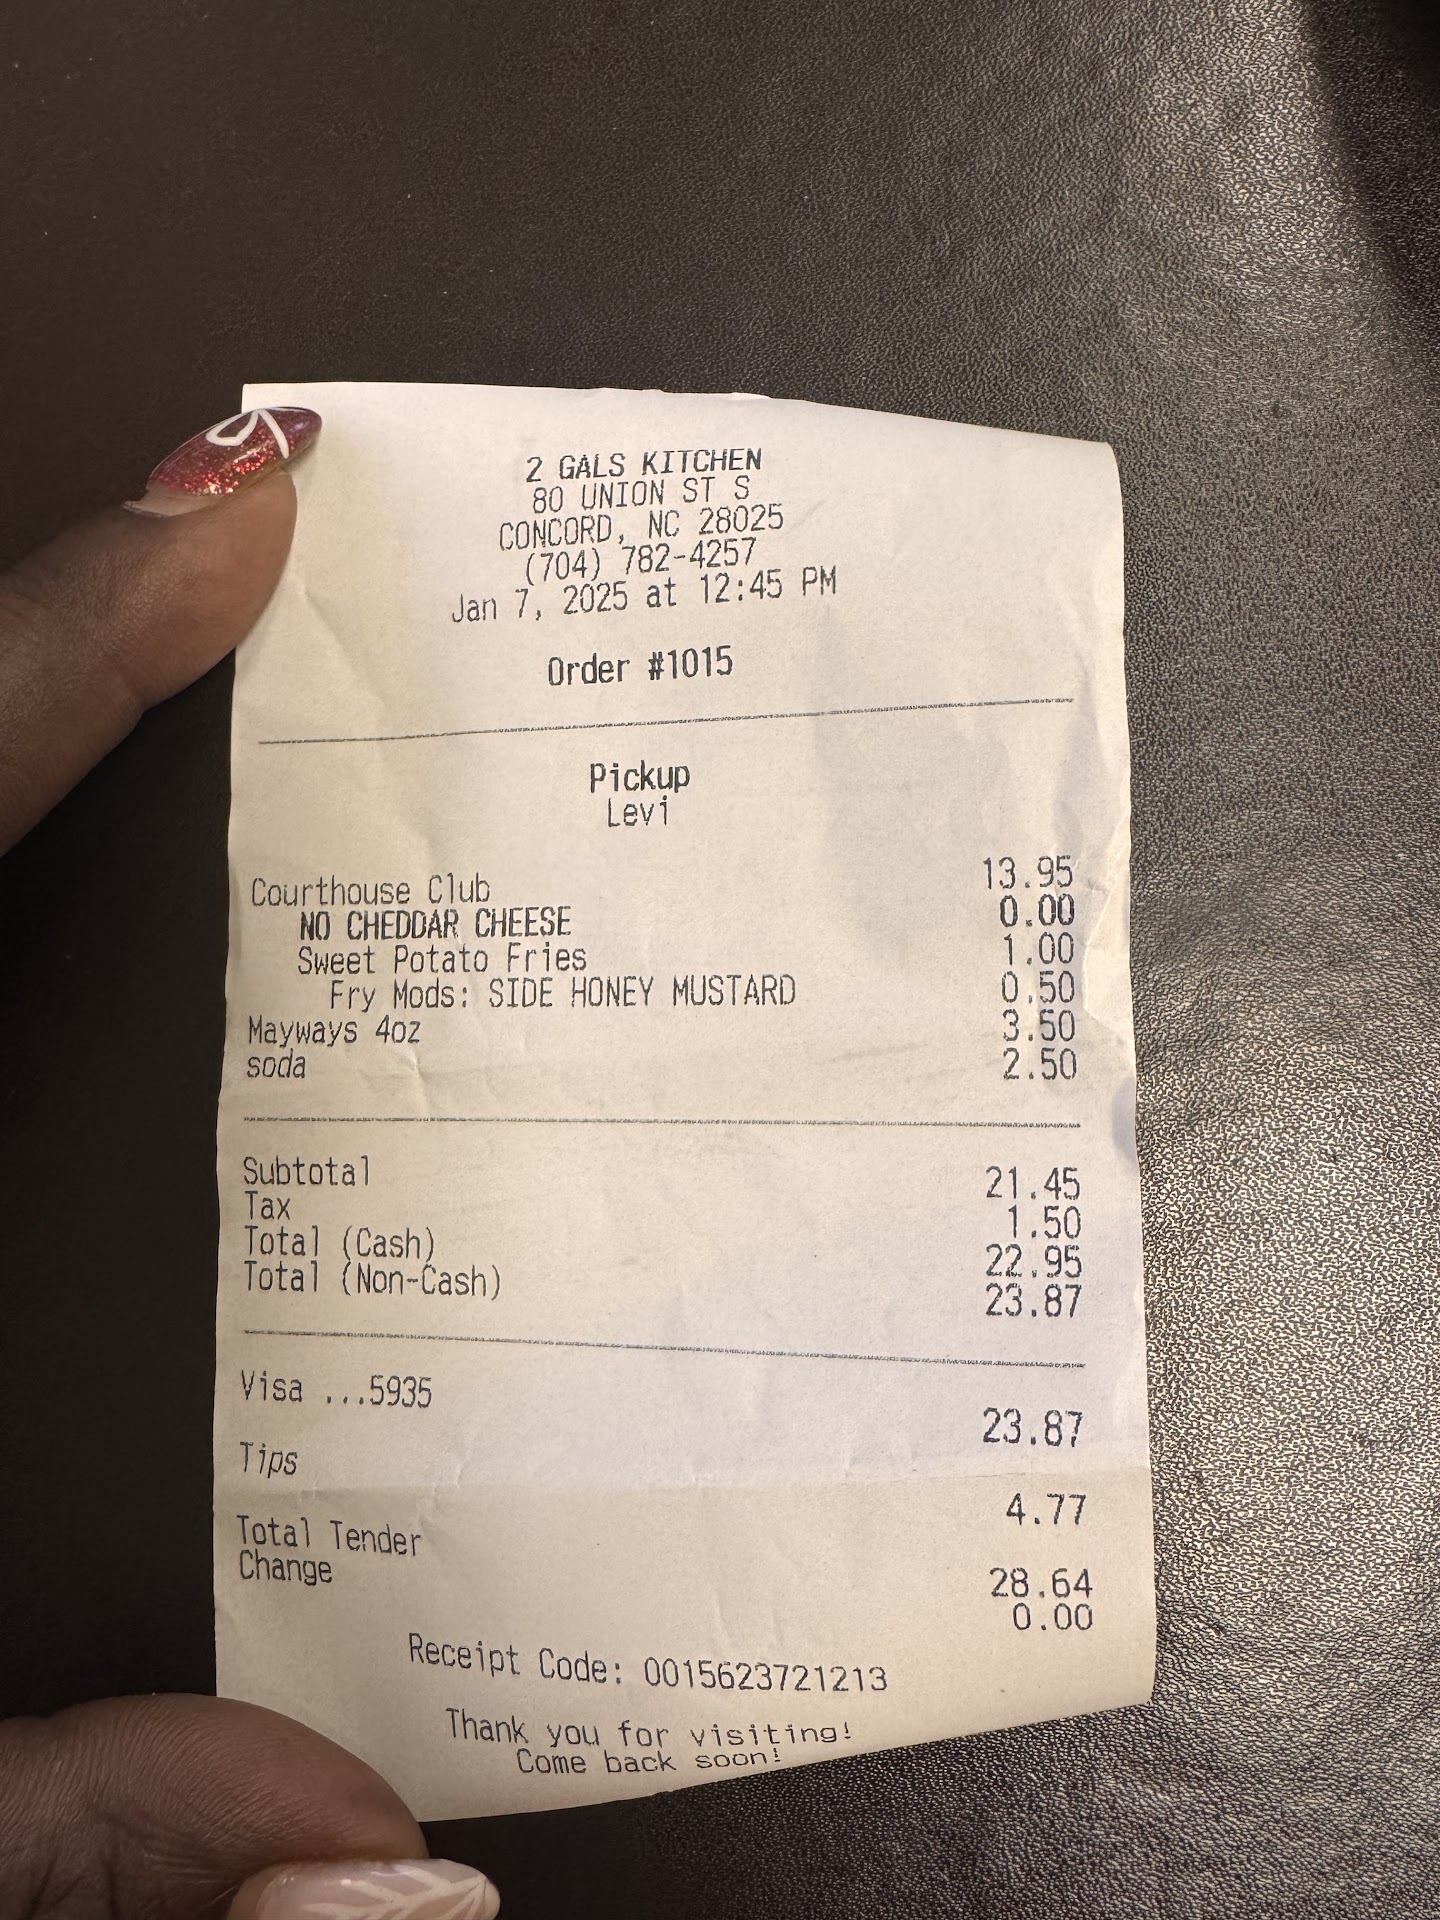 2 GALS KITCHEN
80 UNION ST S
CONCORD, NC 28025
(704) 782-4257
Jan 7, 2025 at 12:45 PM
Order #1015
Pickup
Levi
Courthouse Club 13.95
NO CHEDDAR CHEESE 0.00
Sweet Potato Fries 1.00
Fry Mods: SIDE HONEY MUSTARD 0.50
Mayways 4oz 3.50
soda 2.50
Subtotal 21.45
Tax 1.50
Total (Cash) 22.95
Total (Non-Cash) 23.87
Visa ...5935 23.87
Tips 4.77
Total Tender 28.64
Change 0.00
Receipt Code: 0015623721213
Thank you for visiting!
Come back soon!